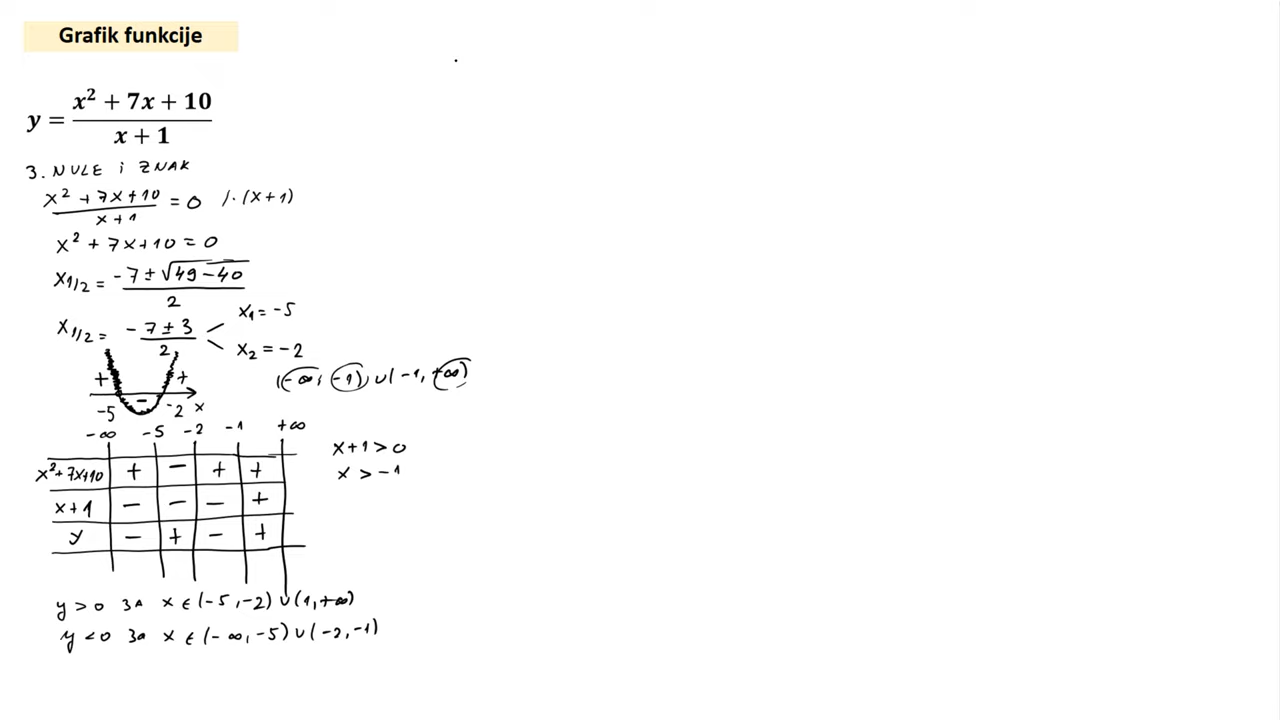 Grafik funkcije
y = (x² + 7x + 10)/(x + 1)
3. NULE i ZNAK
(x² + 7x + 10)/(x + 1) = 0 /· (x + 1)
x² + 7x + 10 = 0
x₁/₂ = (-7 ± √(49 - 40))/2
x₁/₂ = (-7 ± 3)/2
x₁ = -5
x₂ = -2
+ - +
-5 -2 x
(-∞, -1) ∪ (-1, +∞)
-∞ -5 -2 -1 +∞
x² + 7x + 10 + - + +
x + 1 - - - +
y - + - +
x + 1 > 0
x > -1
y > 0 за x ∈ (-5, -2) ∪ (1, +∞)
y < 0 за x ∈ (-∞, -5) ∪ (-2, -1)